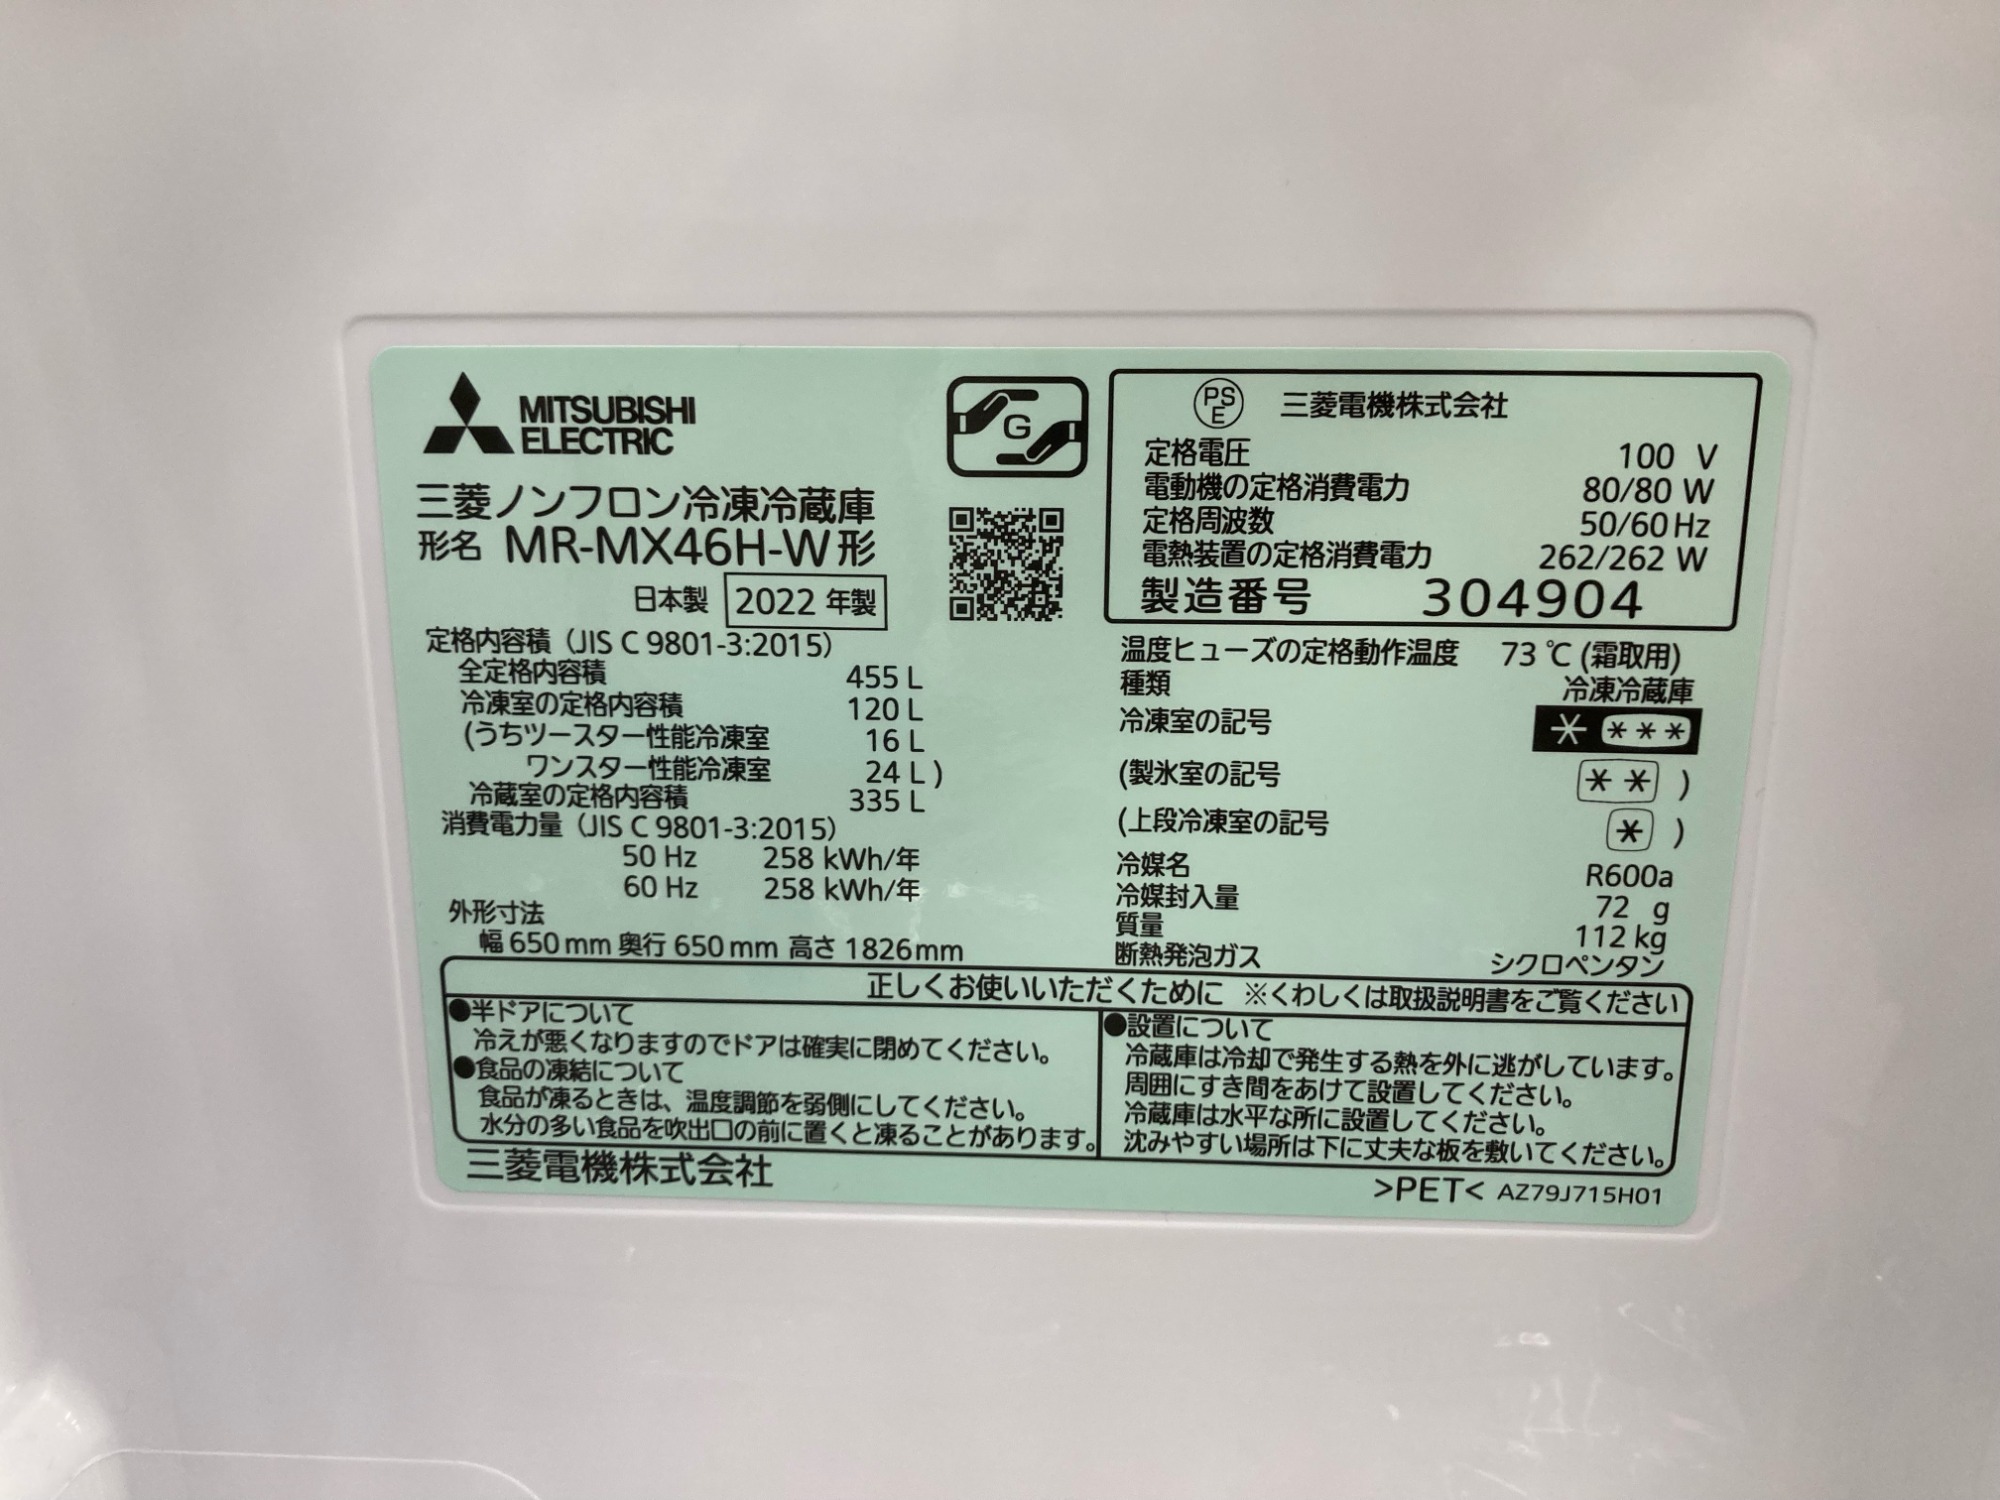 MITSUBISHI
ELECTRIC
三菱ノンフロン冷凍冷蔵庫
形名 MR-MX46H-W形
日本製 2022 年製
定格内容積 (JIS C 9801-3:2015)
全定格内容積 455 L
冷凍室の定格内容積 120 L
(うちツースター性能冷凍室 16 L
ワンスター性能冷凍室 24 L )
冷蔵室の定格内容積 335 L
消費電力量 (JIS C 9801-3:2015)
50 Hz 258 kWh/年
60 Hz 258 kWh/年
外形寸法
幅 650 mm 奥行 650 mm 高さ 1826 mm
G
PS
E 三菱電機株式会社
定格電圧 100 V
電動機の定格消費電力 80/80 W
定格周波数 50/60 Hz
電熱装置の定格消費電力 262/262 W
製造番号 304904
温度ヒューズの定格動作温度 73 ℃ (霜取用)
種類 冷凍冷蔵庫
冷凍室の記号 * ***
(製氷室の記号 ** )
(上段冷凍室の記号 * )
冷媒名 R600a
冷媒封入量 72 g
質量 112 kg
断熱発泡ガス シクロペンタン
正しくお使いいただくために ※くわしくは取扱説明書をご覧ください
●半ドアについて
冷えが悪くなりますのでドアは確実に閉めてください。
●食品の凍結について
食品が凍るときは、温度調節を弱側にしてください。
水分の多い食品を吹出口の前に置くと凍ることがあります。
●設置について
冷蔵庫は冷却で発生する熱を外に逃がしています。
周囲にすき間をあけて設置してください。
冷蔵庫は水平な所に設置してください。
沈みやすい場所は下に丈夫な板を敷いてください。
三菱電機株式会社
>PET< AZ79J715H01